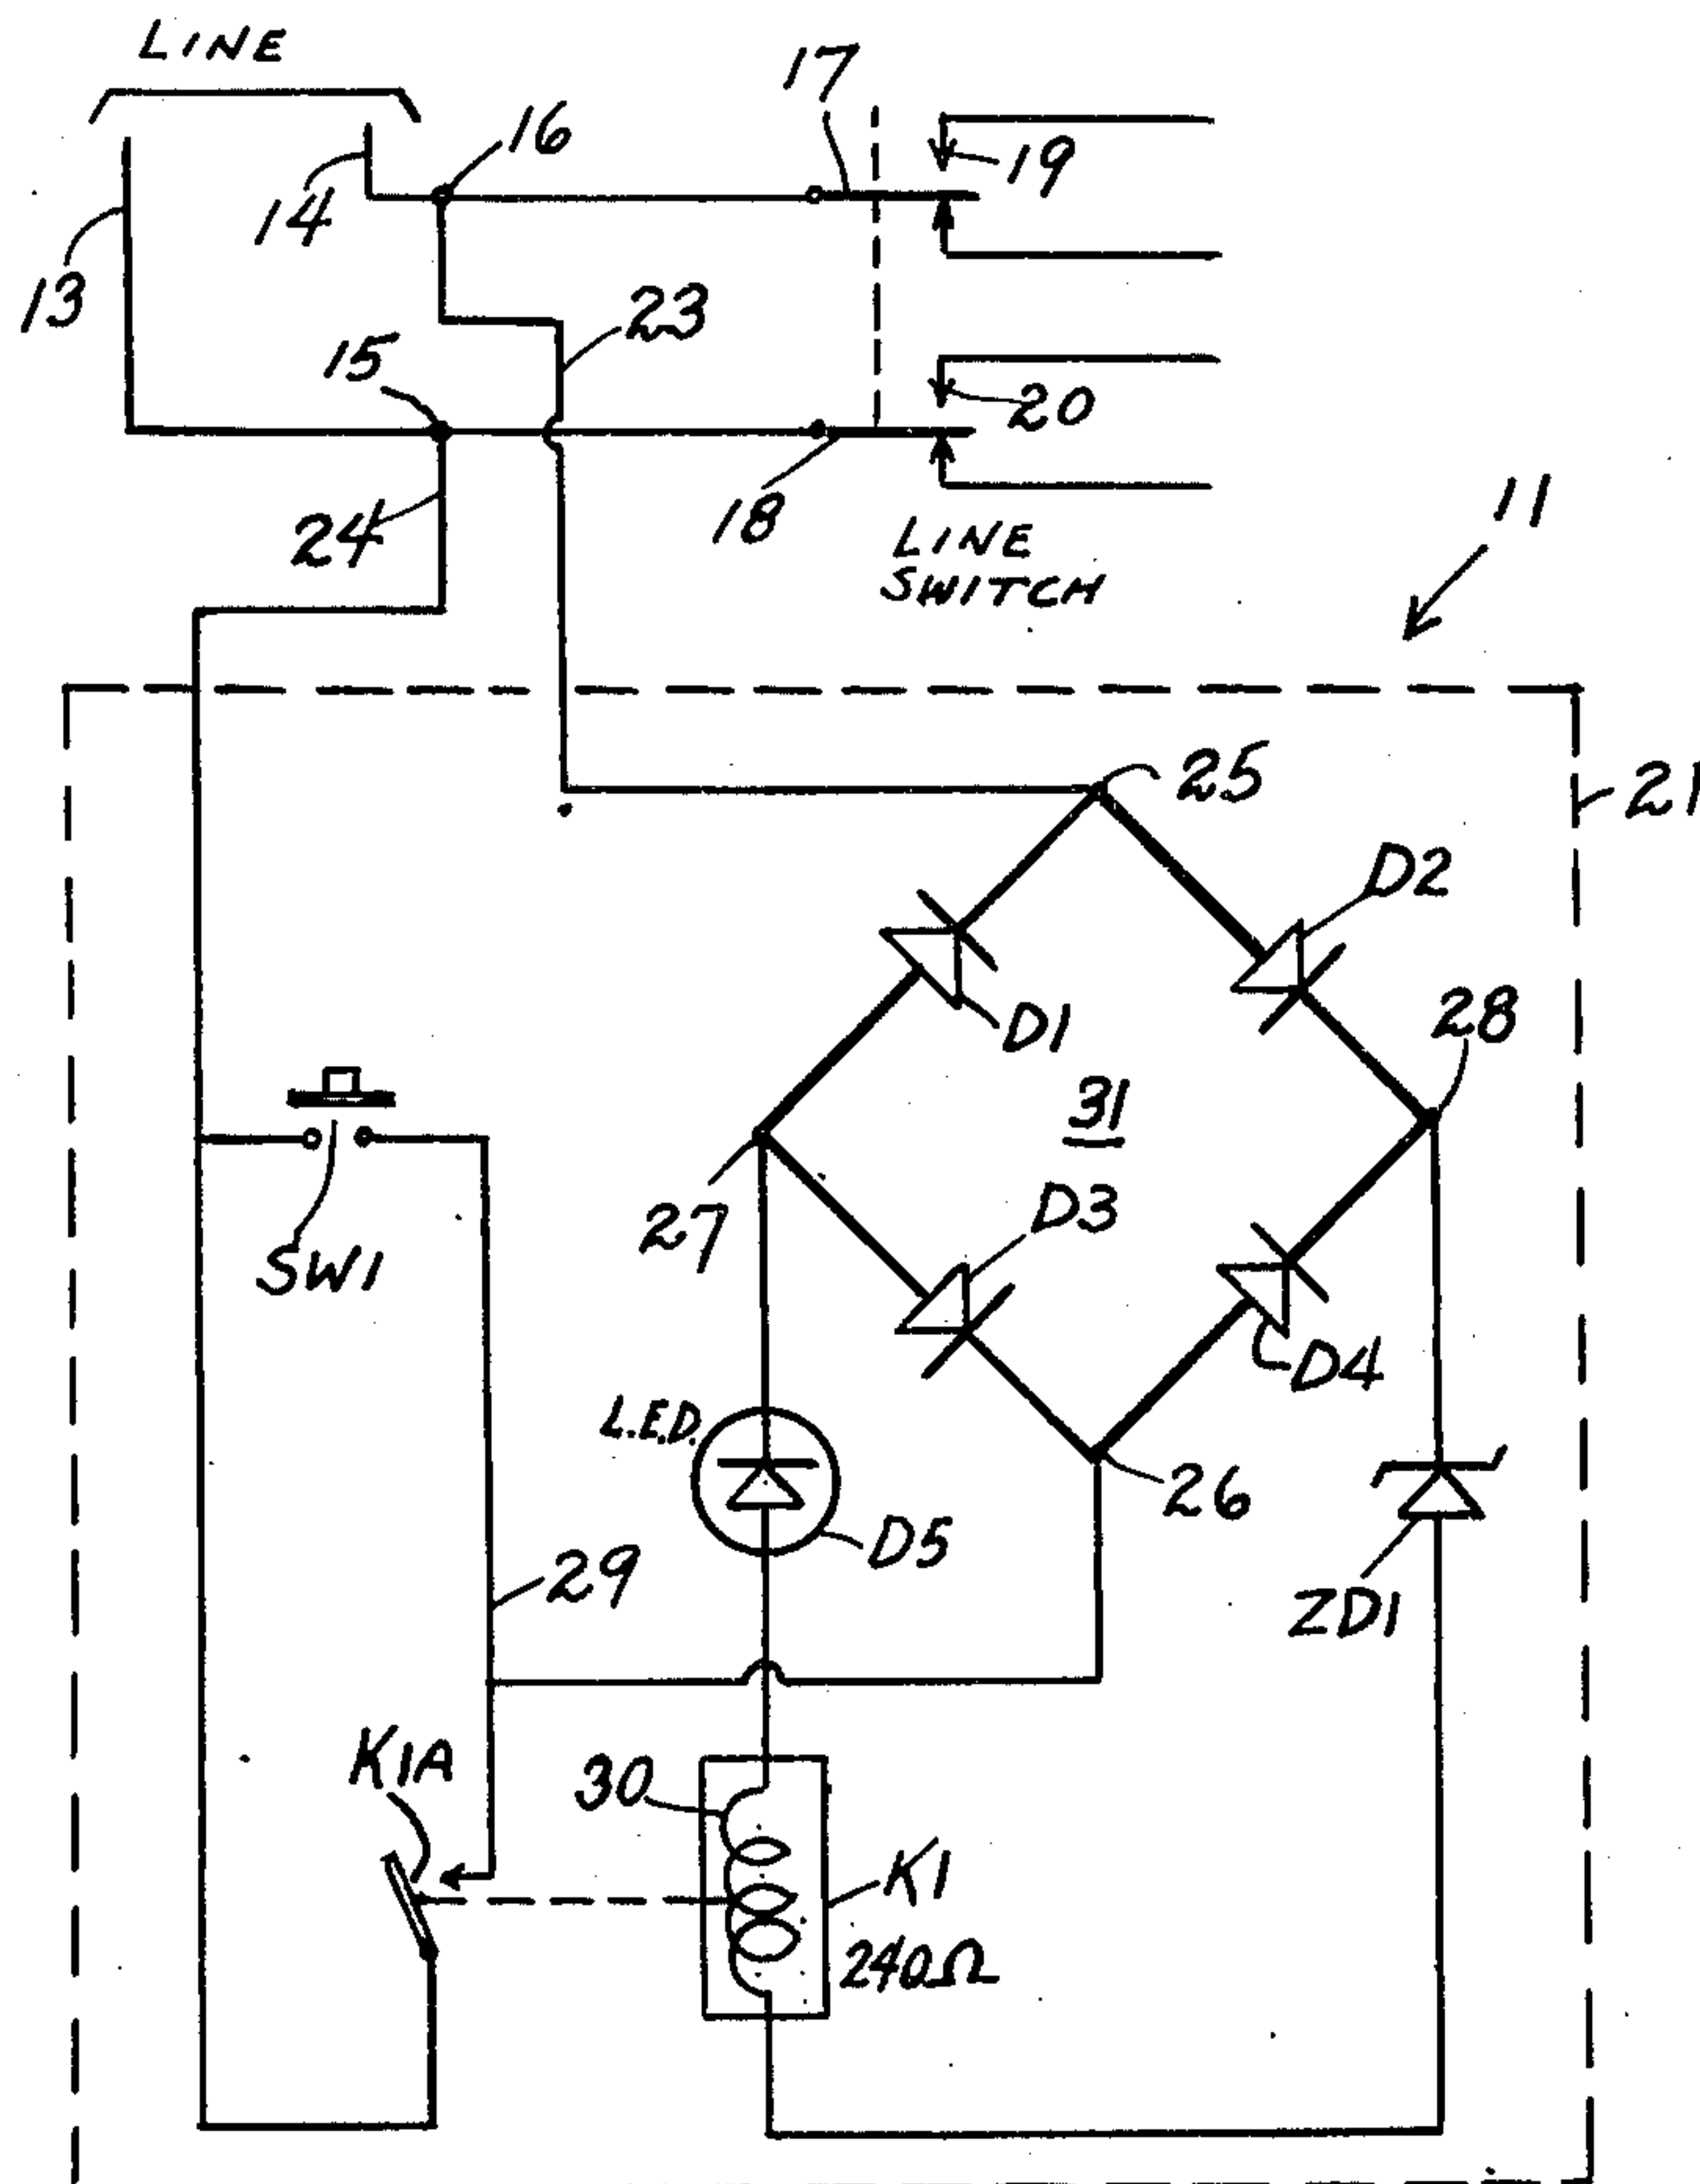 LINE
17
16
19
14
13
23
15
20
24
18
LINE
SWITCH
11
25
21
D2
D1
28
31
27
D3
SW1
D4
L.E.D.
26
D5
29
ZD1
K1A
30
K1
240Ω